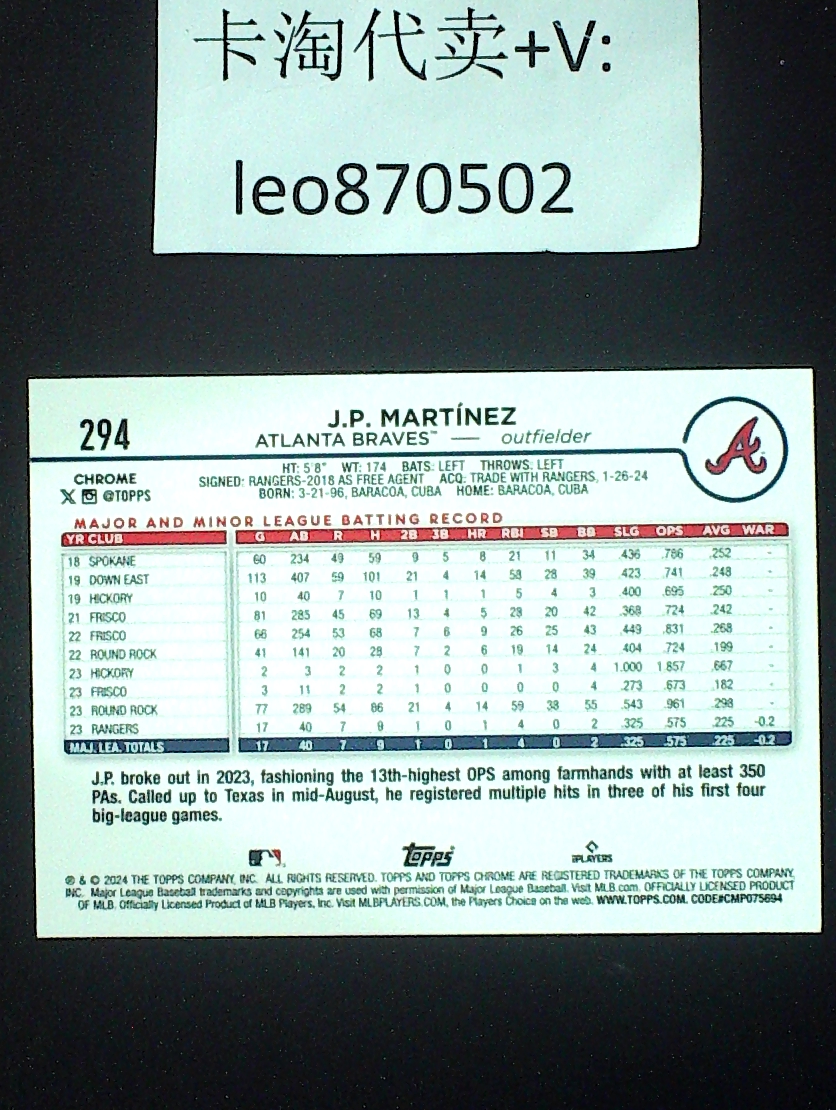 卡淘代卖+V:
leo870502
294
J.P. MARTÍNEZ
ATLANTA BRAVES™ — outfielder
A
CHROME
@TOPPS
HT: 5'8" WT: 174 BATS: LEFT THROWS: LEFT
SIGNED: RANGERS-2018 AS FREE AGENT ACQ: TRADE WITH RANGERS, 1-26-24
BORN: 3-21-96, BARACOA, CUBA HOME: BARACOA, CUBA
MAJOR AND MINOR LEAGUE BATTING RECORD
YR CLUB G AB R H 2B 3B HR RBI SB BB SLG OPS AVG WAR
18 SPOKANE 60 234 49 59 9 5 8 21 11 34 .436 .786 .252 -
19 DOWN EAST 113 407 59 101 21 4 14 58 28 39 .423 .741 .248 -
19 HICKORY 10 40 7 10 1 1 1 5 4 3 .400 .695 .250 -
21 FRISCO 81 285 45 69 13 4 5 29 20 42 .368 .724 .242 -
22 FRISCO 66 254 53 68 7 6 9 26 25 43 .449 .831 .268 -
22 ROUND ROCK 41 141 20 28 7 2 6 19 14 24 .404 .724 .199 -
23 HICKORY 2 3 2 2 1 0 0 1 3 4 1.000 1.857 .667 -
23 FRISCO 3 11 2 2 1 0 0 0 0 4 .273 .673 .182 -
23 ROUND ROCK 77 289 54 86 21 4 14 59 38 55 .543 .961 .298 -
23 RANGERS 17 40 7 9 1 0 1 4 0 2 .325 .575 .225 -0.2
MAJ. LEA. TOTALS 17 40 7 9 1 0 1 4 0 2 .325 .575 .225 -0.2
J.P. broke out in 2023, fashioning the 13th-highest OPS among farmhands with at least 350
PAs. Called up to Texas in mid-August, he registered multiple hits in three of his first four
big-league games.
Topps
PLAYERS
® & © 2024 THE TOPPS COMPANY, INC. ALL RIGHTS RESERVED. TOPPS AND TOPPS CHROME ARE REGISTERED TRADEMARKS OF THE TOPPS COMPANY,
INC. Major League Baseball trademarks and copyrights are used with permission of Major League Baseball. Visit MLB.com. OFFICIALLY LICENSED PRODUCT
OF MLB. Officially Licensed Product of MLB Players, Inc. Visit MLBPLAYERS.COM, the Players Choice on the web. WWW.TOPPS.COM. CODE#CMP075694